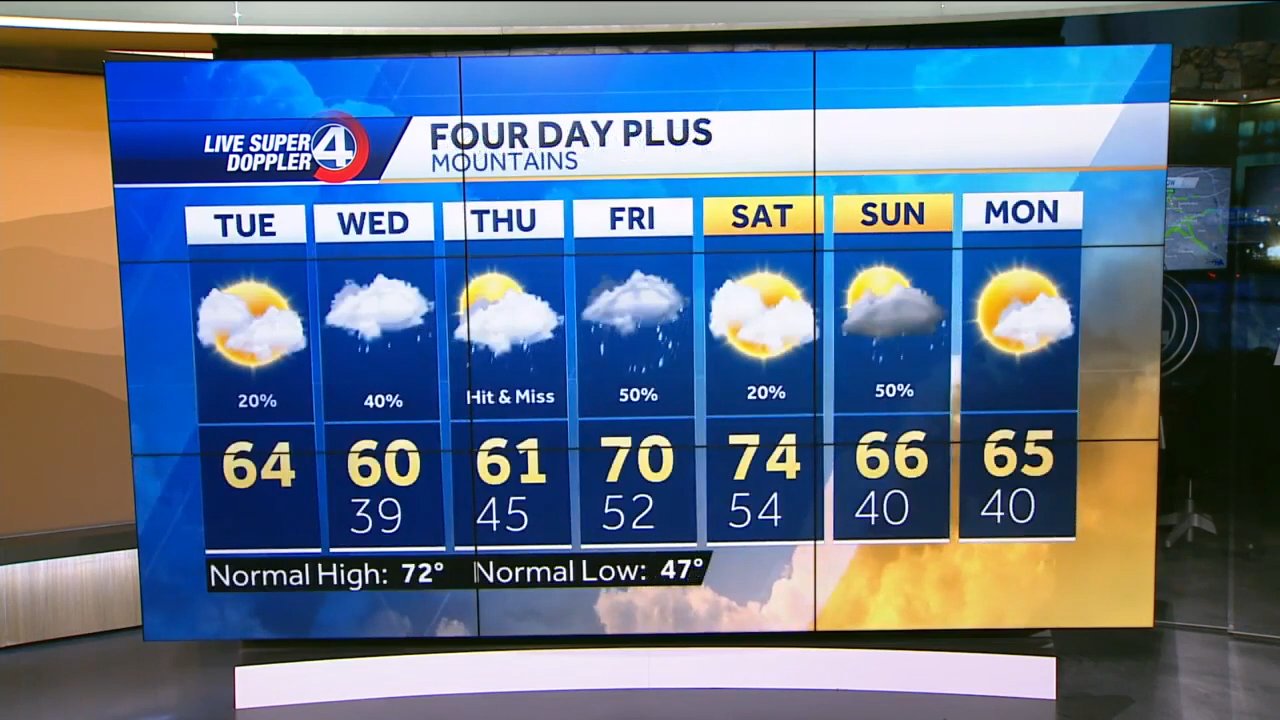 LIVE SUPER
DOPPLER 4
FOUR DAY PLUS
MOUNTAINS
TUE WED THU FRI SAT SUN MON
20% 40% Hit & Miss 50% 20% 50%
64 60 61 70 74 66 65
39 45 52 54 40 40
Normal High: 72° Normal Low: 47°